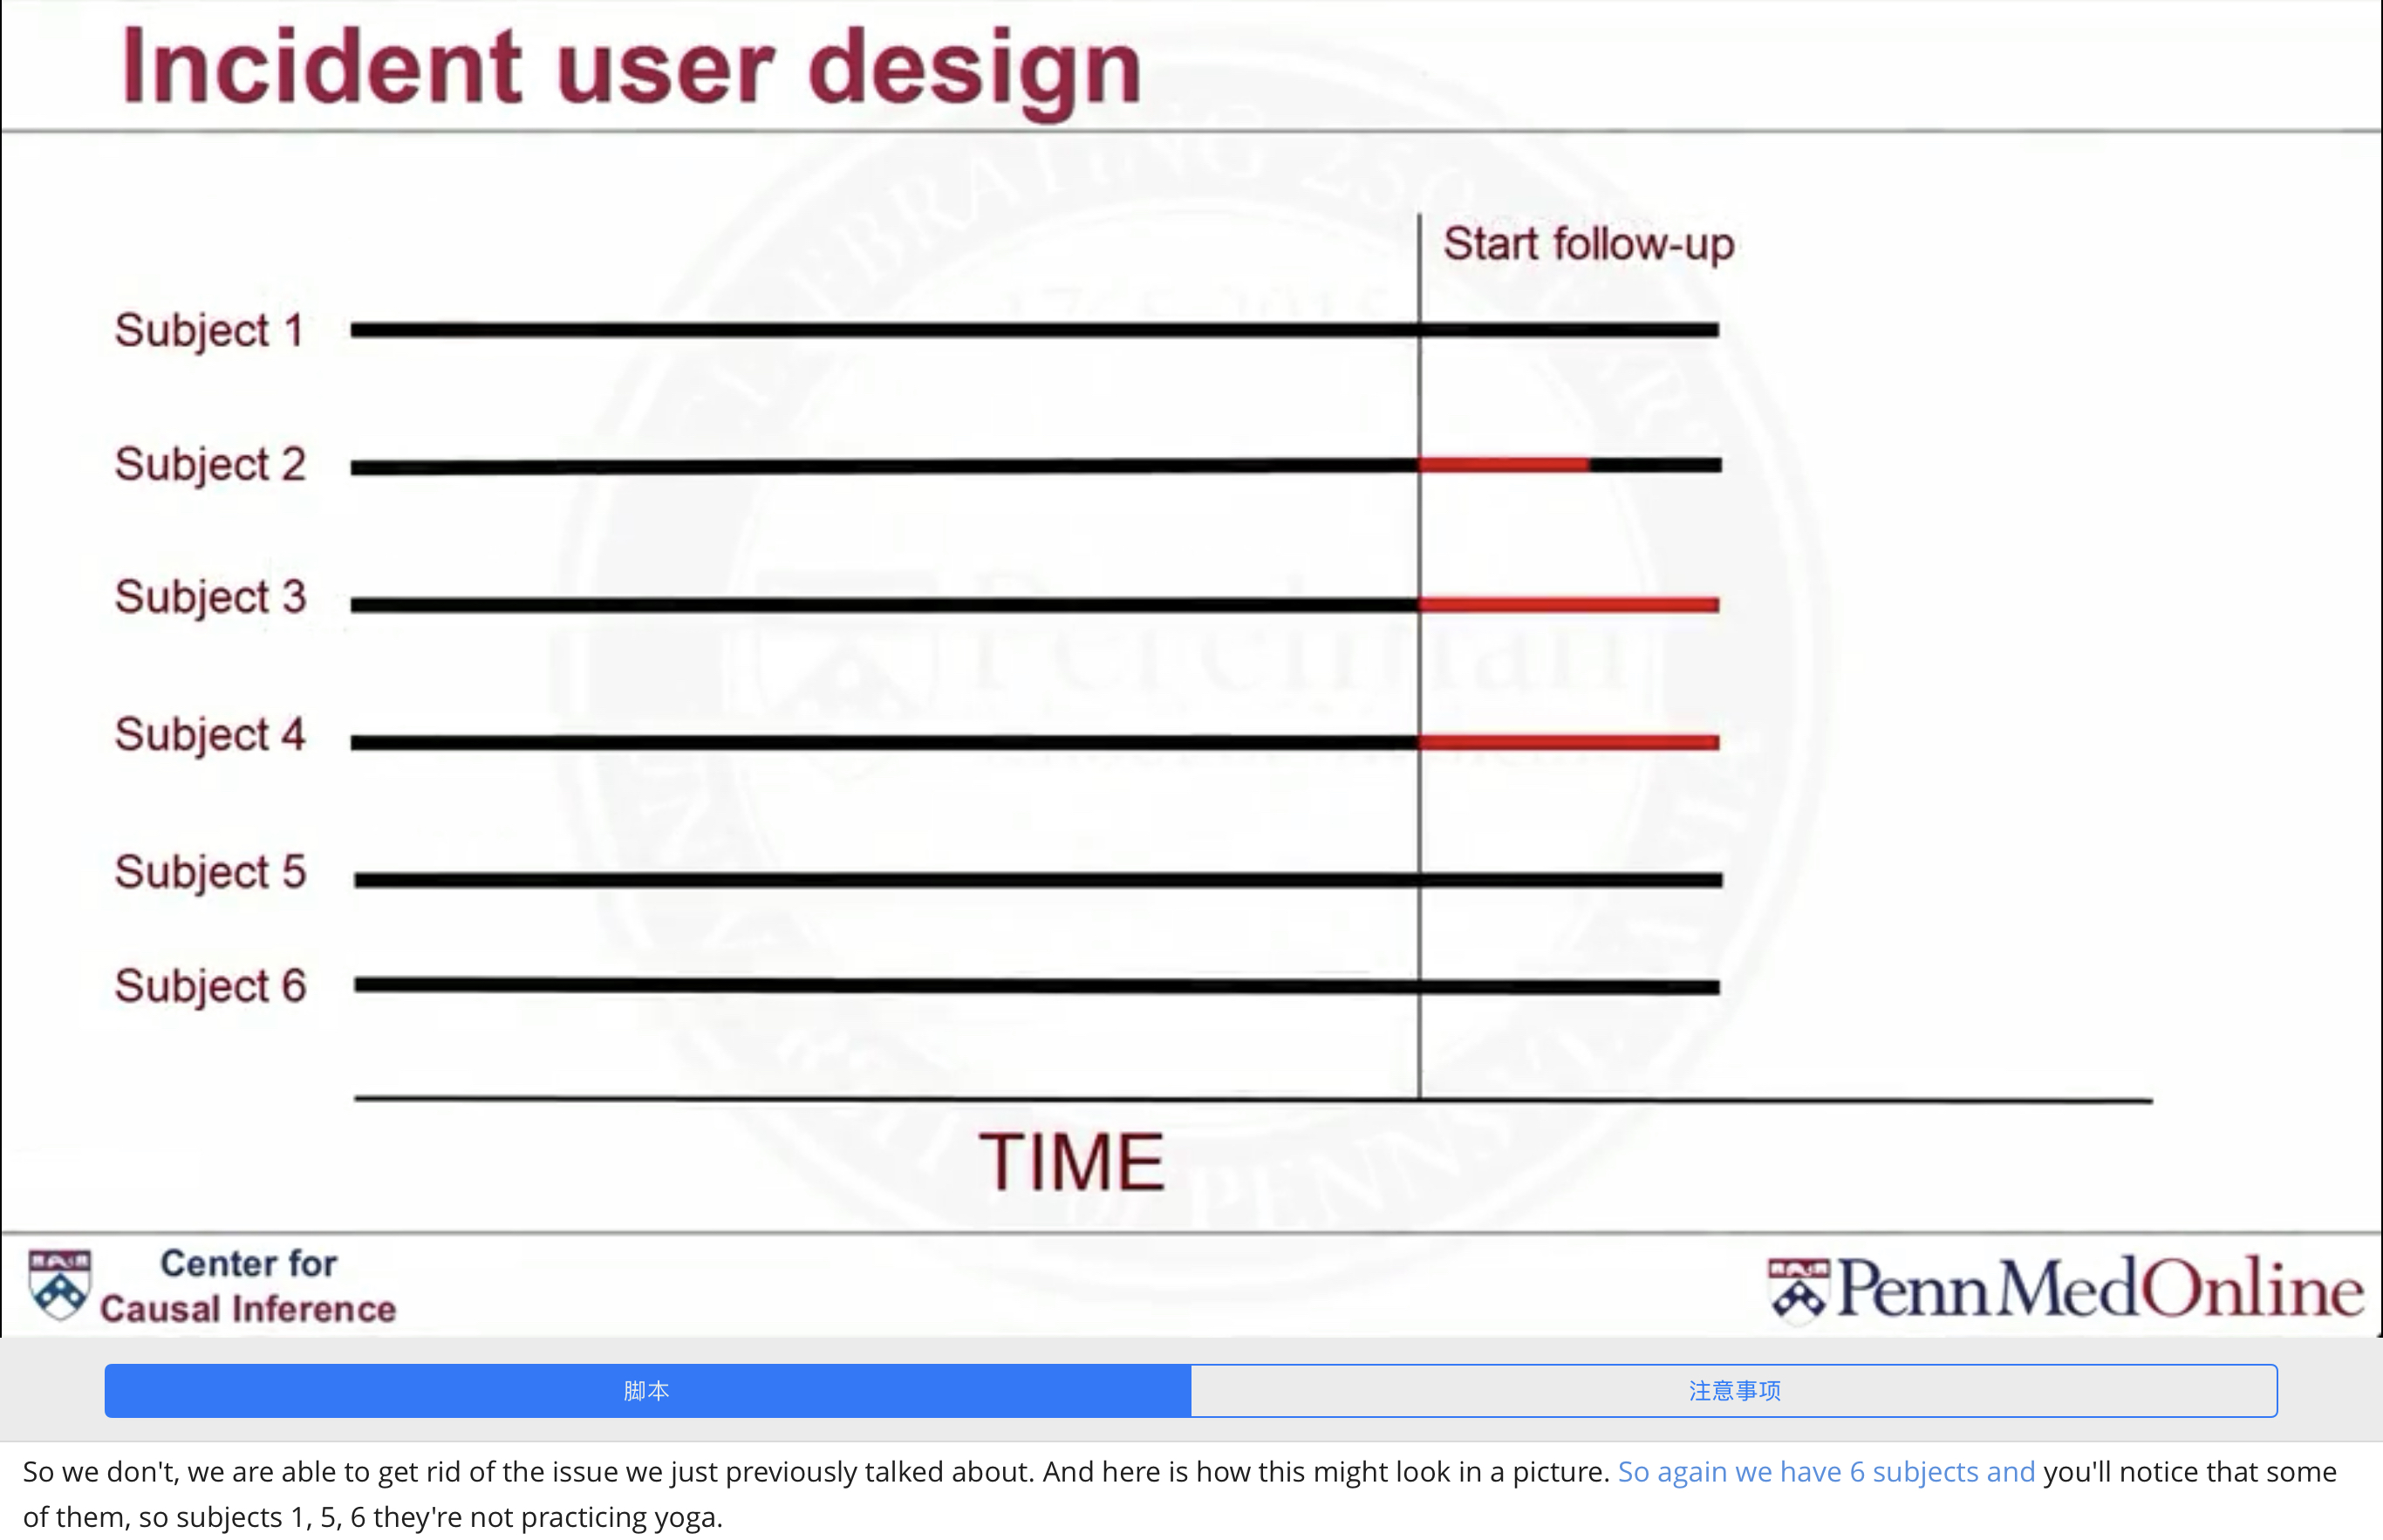 Incident user design
Start follow-up
Subject 1
Subject 2
Subject 3
Subject 4
Subject 5
Subject 6
TIME
Center for
Causal Inference
PennMedOnline
脚本
注意事项
So we don't, we are able to get rid of the issue we just previously talked about. And here is how this might look in a picture. So again we have 6 subjects and you'll notice that some
of them, so subjects 1, 5, 6 they're not practicing yoga.